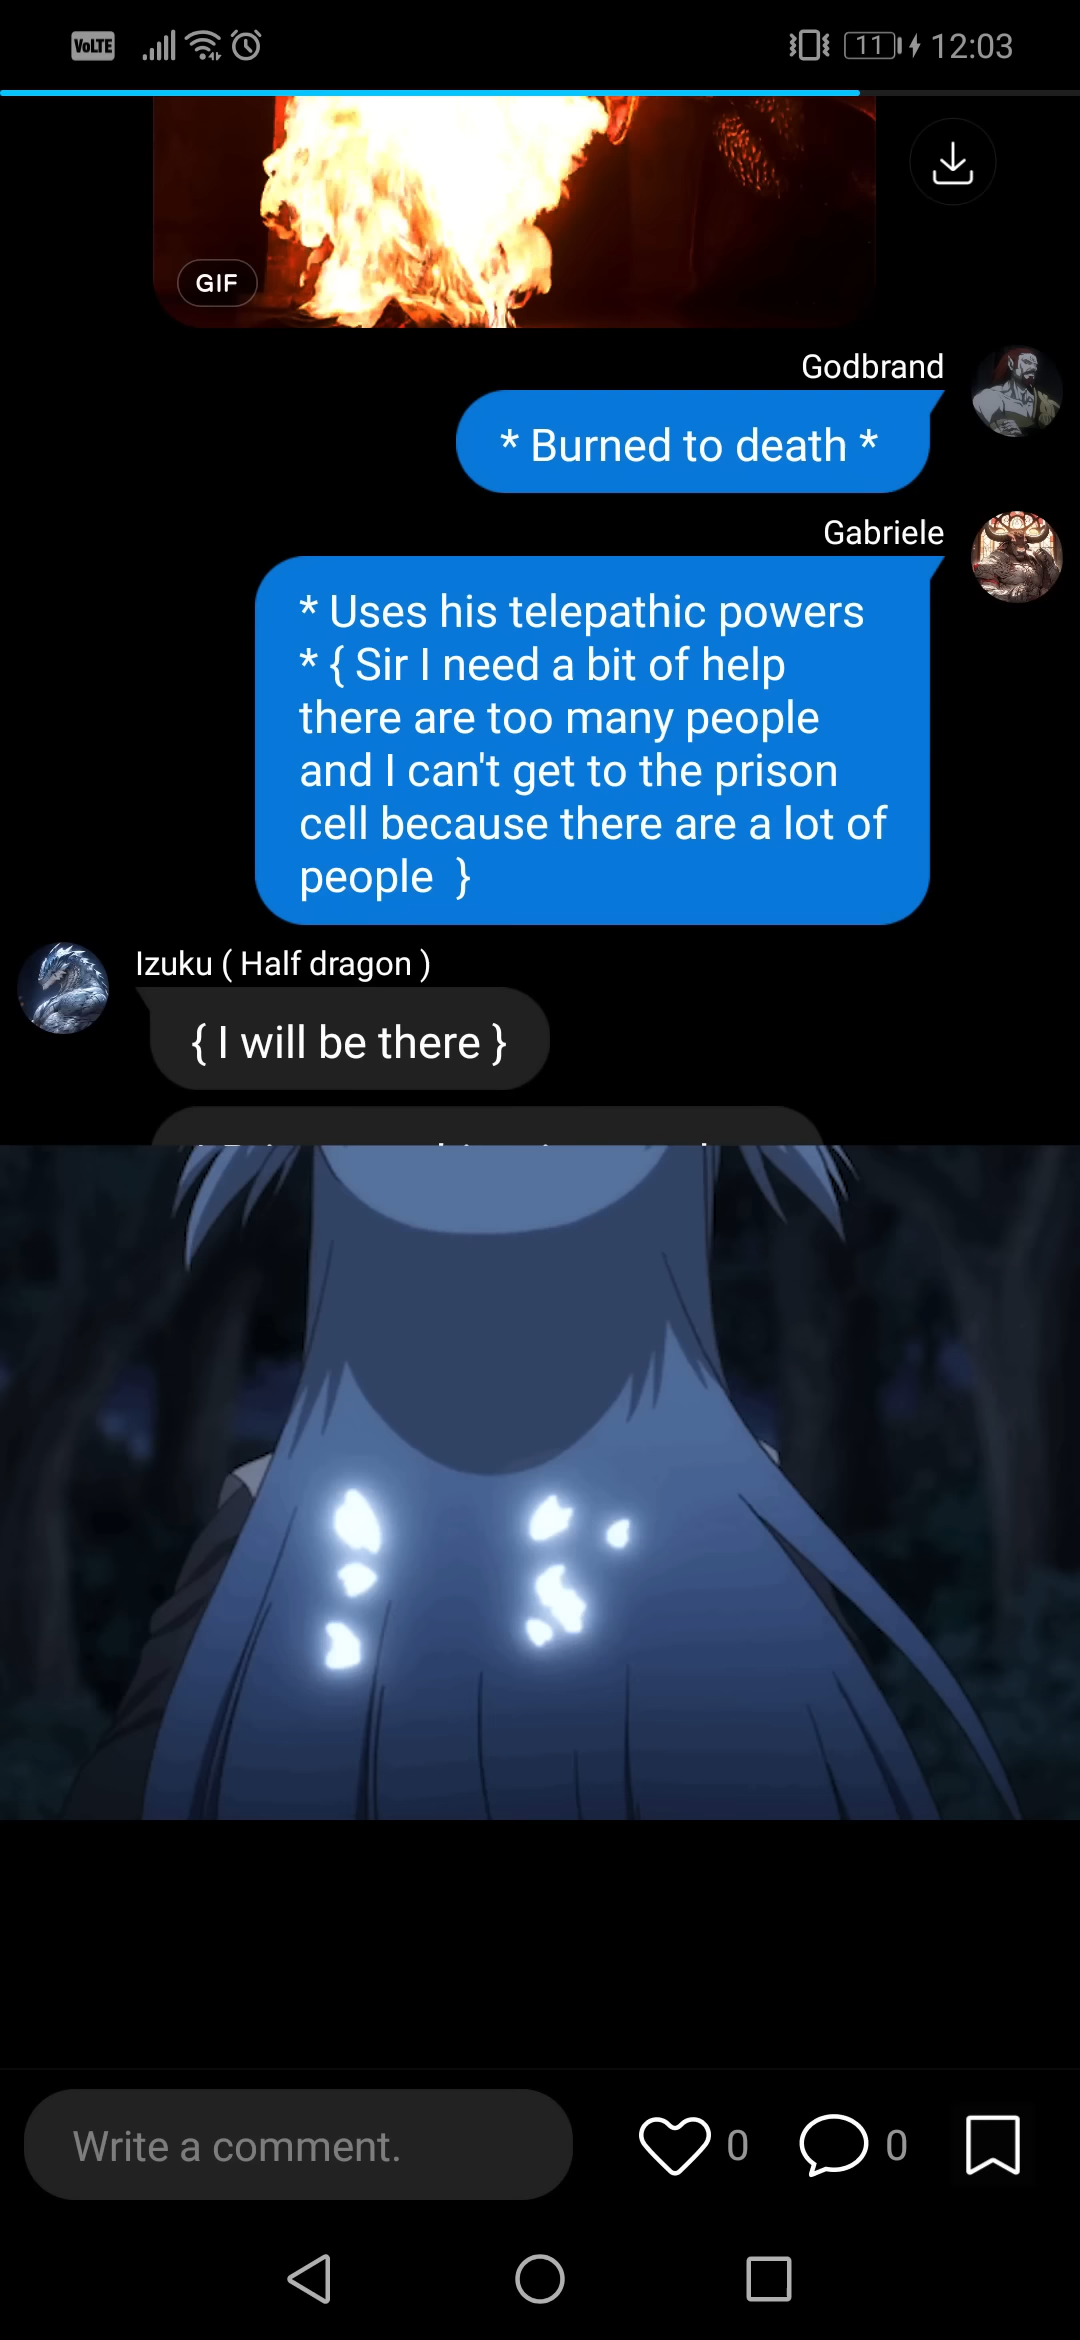 VoLTE 11 12:03
GIF
Godbrand
* Burned to death *
Gabriele
* Uses his telepathic powers
* { Sir I need a bit of help
there are too many people
and I can't get to the prison
cell because there are a lot of
people }
Izuku ( Half dragon )
{ I will be there }
Write a comment.
0
0